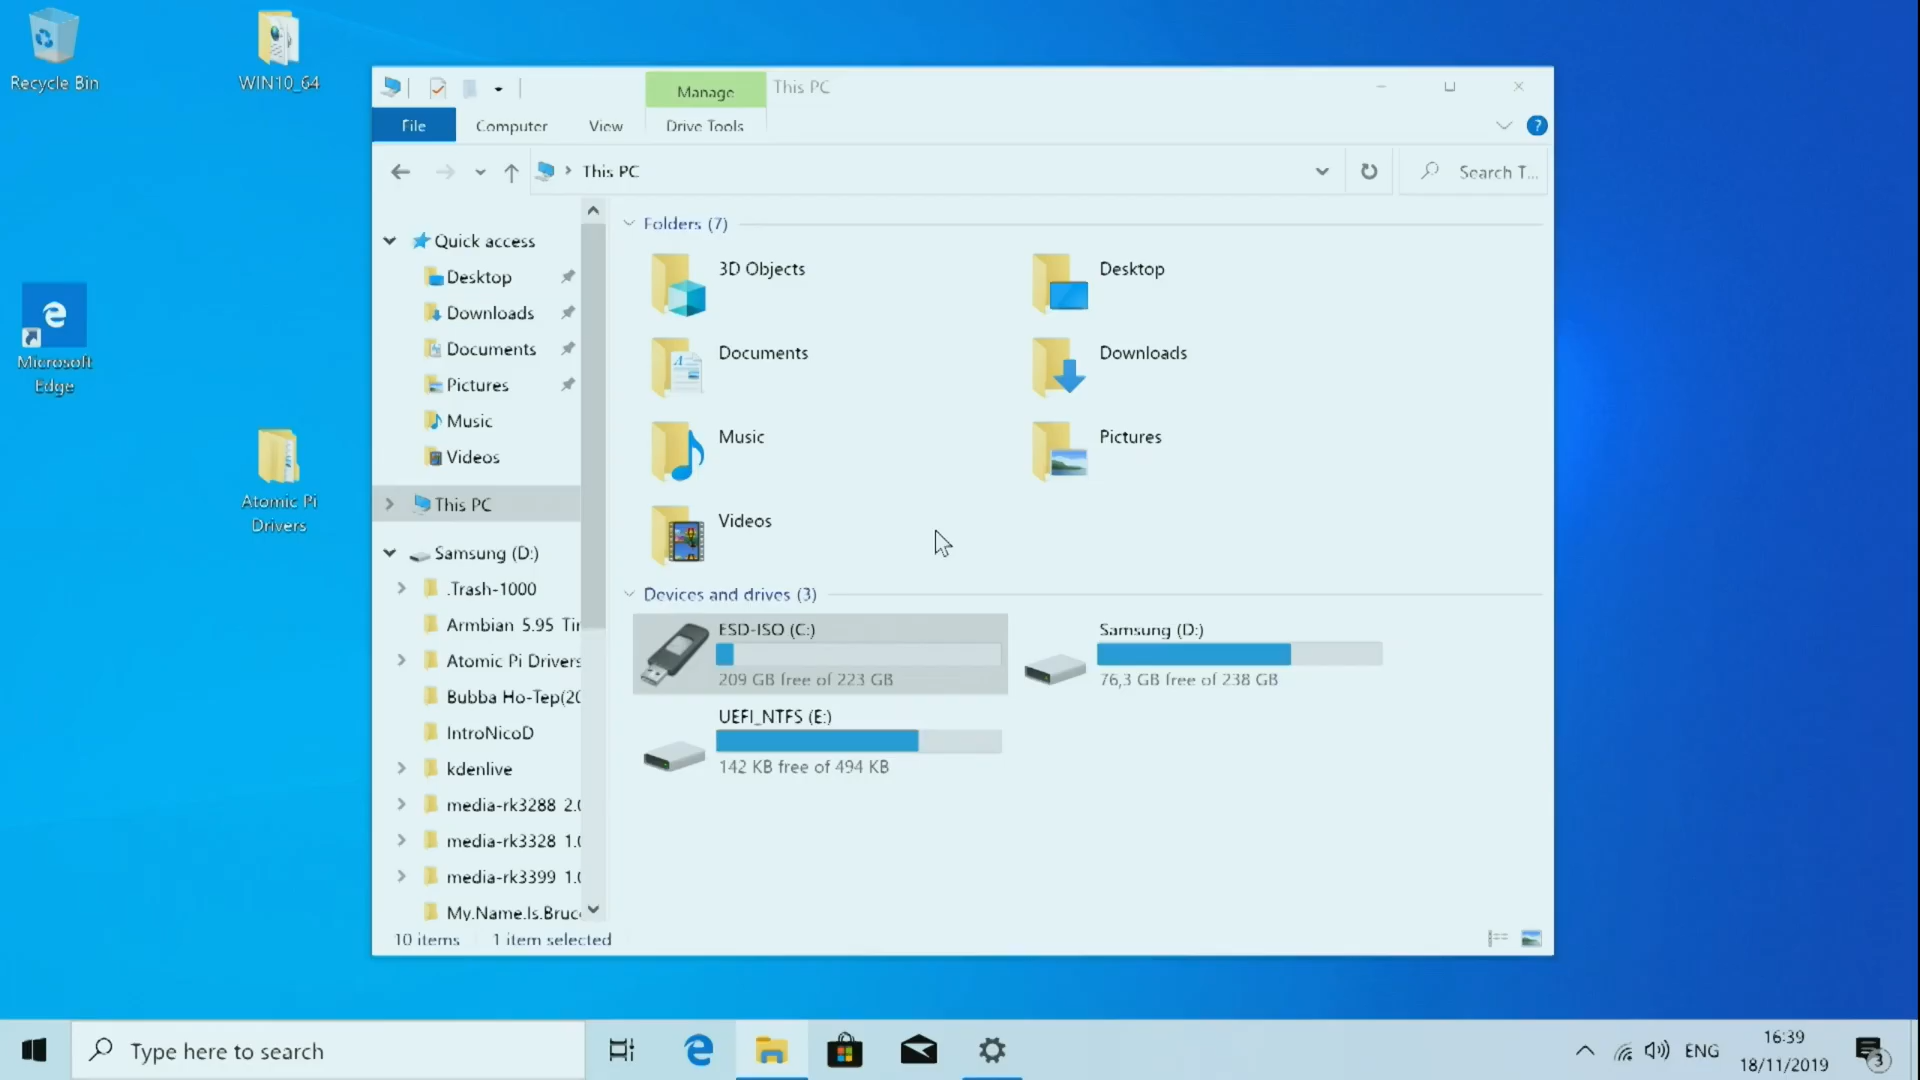 Recycle Bin
WIN10_64
Microsoft
Edge
Atomic Pi
Drivers
Manage
This PC
File
Computer
View
Drive Tools
?
This PC
Search T...
Quick access
Desktop
Downloads
Documents
Pictures
Music
Videos
This PC
Samsung (D:)
.Trash-1000
Armbian 5.95 Tir
Atomic Pi Drivers
Bubba Ho-Tep(20
IntroNicoD
kdenlive
media-rk3288 2.0
media-rk3328 1.0
media-rk3399 1.0
My.Name.Is.Bruce
Folders (7)
3D Objects
Desktop
Documents
Downloads
Music
Pictures
Videos
Devices and drives (3)
ESD-ISO (C:)
209 GB free of 223 GB
Samsung (D:)
76,3 GB free of 238 GB
UEFI_NTFS (E:)
142 KB free of 494 KB
10 items
1 item selected
Type here to search
ENG
16:39
18/11/2019
3